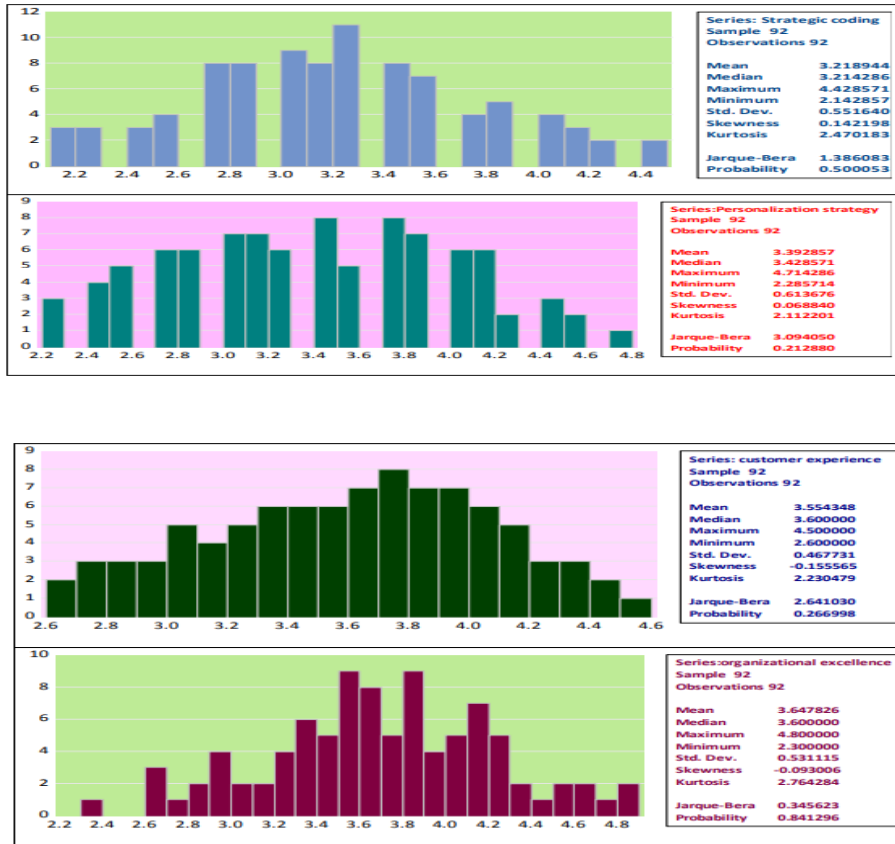 12
10
8
6
4
2
0
2.2 2.4 2.6 2.8 3.0 3.2 3.4 3.6 3.8 4.0 4.2 4.4
Series: Strategic coding
Sample 92
Observations 92
Mean 3.218944
Median 3.214286
Maximum 4.428571
Minimum 2.142857
Std. Dev. 0.551640
Skewness 0.142198
Kurtosis 2.470183
Jarque-Bera 1.386083
Probability 0.500053
9
8
7
6
5
4
3
2
1
0
2.2 2.4 2.6 2.8 3.0 3.2 3.4 3.6 3.8 4.0 4.2 4.4 4.6 4.8
Series:Personalization strategy
Sample 92
Observations 92
Mean 3.392857
Median 3.428571
Maximum 4.714286
Minimum 2.285714
Std. Dev. 0.613676
Skewness 0.068840
Kurtosis 2.112201
Jarque-Bera 3.094050
Probability 0.212880
9
8
7
6
5
4
3
2
1
0
2.6 2.8 3.0 3.2 3.4 3.6 3.8 4.0 4.2 4.4 4.6
Series: customer experience
Sample 92
Observations 92
Mean 3.554348
Median 3.600000
Maximum 4.500000
Minimum 2.600000
Std. Dev. 0.467731
Skewness -0.155565
Kurtosis 2.230479
Jarque-Bera 2.641030
Probability 0.266998
10
8
6
4
2
0
2.2 2.4 2.6 2.8 3.0 3.2 3.4 3.6 3.8 4.0 4.2 4.4 4.6 4.8
Series:organizational excellence
Sample 92
Observations 92
Mean 3.647826
Median 3.600000
Maximum 4.800000
Minimum 2.300000
Std. Dev. 0.531115
Skewness -0.093006
Kurtosis 2.764284
Jarque-Bera 0.345623
Probability 0.841296